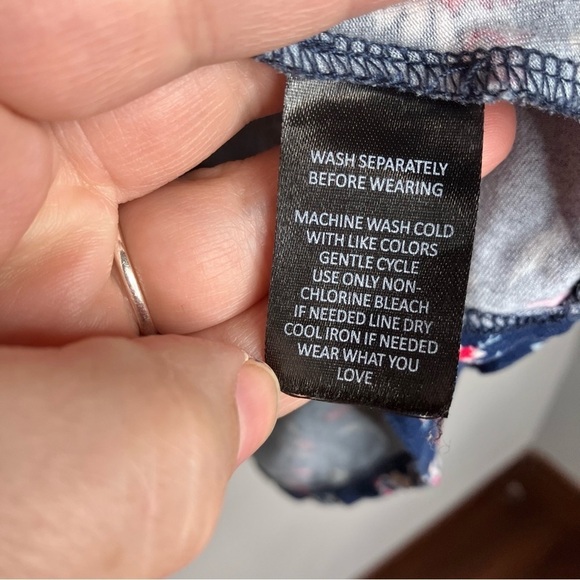 WASH SEPARATELY
BEFORE WEARING
MACHINE WASH COLD
WITH LIKE COLORS
GENTLE CYCLE
USE ONLY NON-
CHLORINE BLEACH
IF NEEDED LINE DRY
COOL IRON IF NEEDED
WEAR WHAT YOU
LOVE